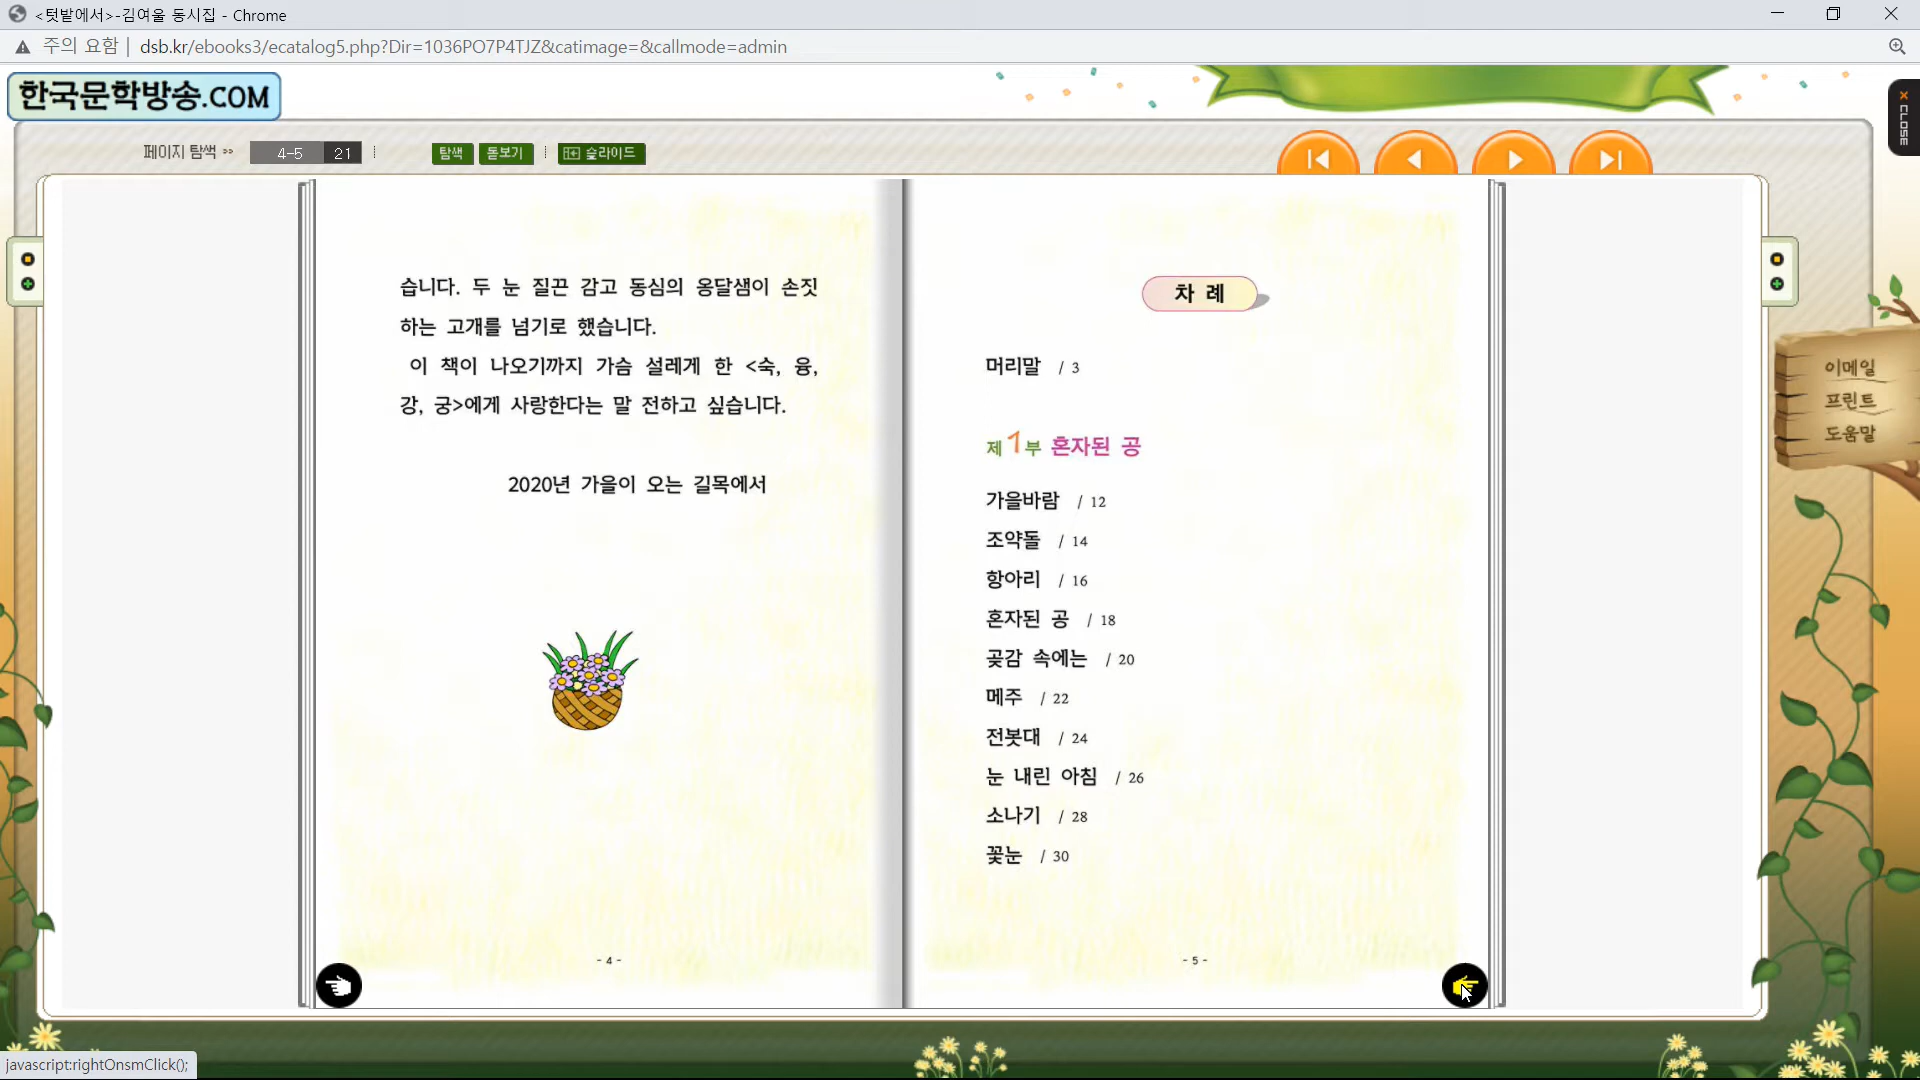 <텃밭에서>-김여울 동시집 - Chrome
주의 요함 | dsb.kr/ebooks3/ecatalog5.php?Dir=1036PO7P4TJZ&catimage=&callmode=admin
한국문학방송.COM
CLOSE
페이지 탐색 >> 4-5 21 탐색 돋보기 슬라이드
습니다. 두 눈 질끈 감고 동심의 옹달샘이 손짓
하는 고개를 넘기로 했습니다.
이 책이 나오기까지 가슴 설레게 한 <숙, 융,
강, 궁>에게 사랑한다는 말 전하고 싶습니다.
2020년 가을이 오는 길목에서
- 4 -
차 례
머리말 / 3
제1부 혼자된 공
가을바람 / 12
조약돌 / 14
항아리 / 16
혼자된 공 / 18
곶감 속에는 / 20
메주 / 22
전봇대 / 24
눈 내린 아침 / 26
소나기 / 28
꽃눈 / 30
- 5 -
이메일
프린트
도움말
javascript:rightOnsmClick();